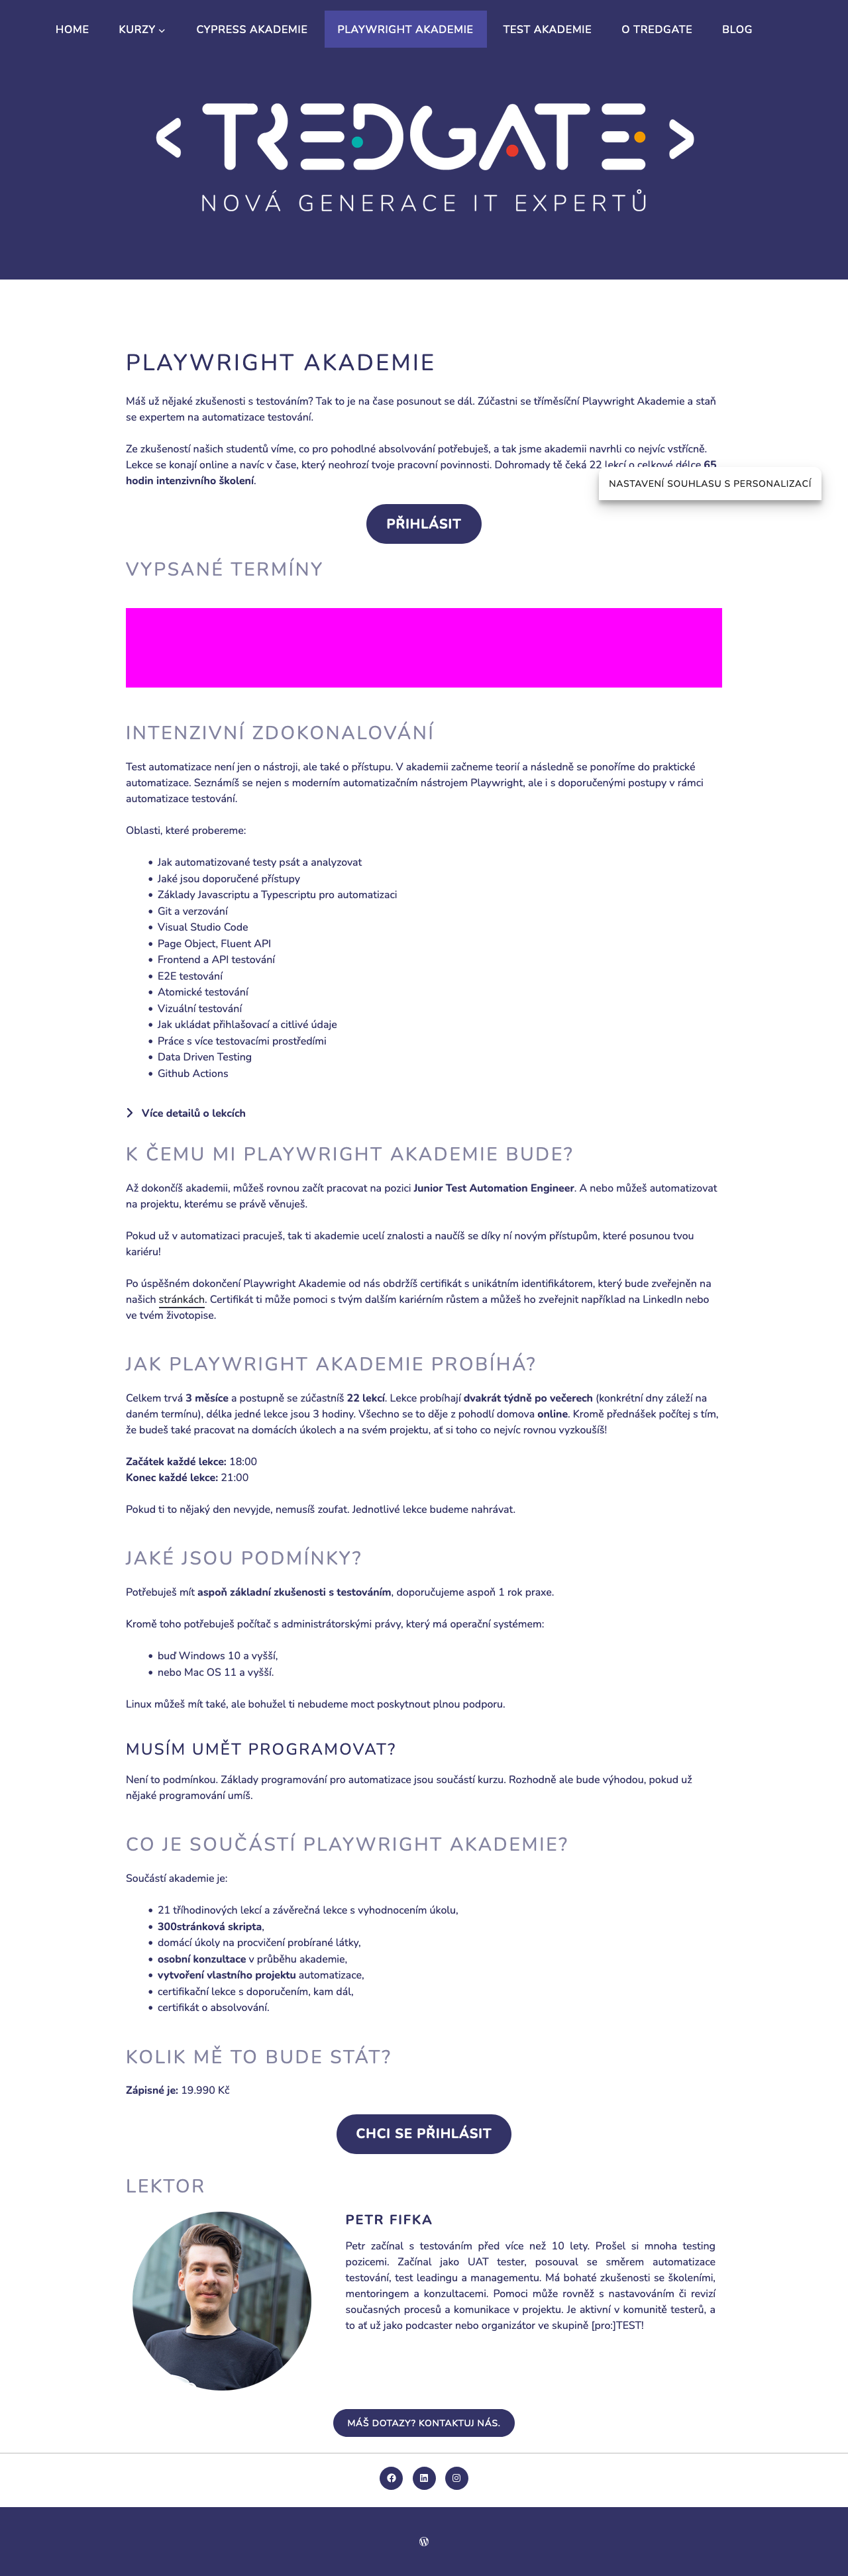 HOME KURZY CYPRESS AKADEMIE PLAYWRIGHT AKADEMIE TEST AKADEMIE O TREDGATE BLOG
< TREDGATE >
NOVÁ GENERACE IT EXPERTŮ
PLAYWRIGHT AKADEMIE
Máš už nějaké zkušenosti s testováním? Tak to je na čase posunout se dál. Zúčastni se tříměsíční Playwright Akademie a staň
se expertem na automatizace testování.
Ze zkušeností našich studentů víme, co pro pohodlné absolvování potřebuješ, a tak jsme akademii navrhli co nejvíc vstřícně.
Lekce se konají online a navíc v čase, který neohrozí tvoje pracovní povinnosti. Dohromady tě čeká 22 lekcí o celkové délce 65
hodin intenzivního školení.
NASTAVENÍ SOUHLASU S PERSONALIZACÍ
PŘIHLÁSIT
VYPSANÉ TERMÍNY
INTENZIVNÍ ZDOKONALOVÁNÍ
Test automatizace není jen o nástroji, ale také o přístupu. V akademii začneme teorií a následně se ponoříme do praktické
automatizace. Seznámíš se nejen s moderním automatizačním nástrojem Playwright, ale i s doporučenými postupy v rámci
automatizace testování.
Oblasti, které probereme:
• Jak automatizované testy psát a analyzovat
• Jaké jsou doporučené přístupy
• Základy Javascriptu a Typescriptu pro automatizaci
• Git a verzování
• Visual Studio Code
• Page Object, Fluent API
• Frontend a API testování
• E2E testování
• Atomické testování
• Vizuální testování
• Jak ukládat přihlašovací a citlivé údaje
• Práce s více testovacími prostředími
• Data Driven Testing
• Github Actions
Více detailů o lekcích
K ČEMU MI PLAYWRIGHT AKADEMIE BUDE?
Až dokončíš akademii, můžeš rovnou začít pracovat na pozici Junior Test Automation Engineer. A nebo můžeš automatizovat
na projektu, kterému se právě věnuješ.
Pokud už v automatizaci pracuješ, tak ti akademie ucelí znalosti a naučíš se díky ní novým přístupům, které posunou tvou
kariéru!
Po úspěšném dokončení Playwright Akademie od nás obdržíš certifikát s unikátním identifikátorem, který bude zveřejněn na
našich stránkách. Certifikát ti může pomoci s tvým dalším kariérním růstem a můžeš ho zveřejnit například na LinkedIn nebo
ve tvém životopise.
JAK PLAYWRIGHT AKADEMIE PROBÍHÁ?
Celkem trvá 3 měsíce a postupně se zúčastníš 22 lekcí. Lekce probíhají dvakrát týdně po večerech (konkrétní dny záleží na
daném termínu), délka jedné lekce jsou 3 hodiny. Všechno se to děje z pohodlí domova online. Kromě přednášek počítej s tím,
že budeš také pracovat na domácích úkolech a na svém projektu, ať si toho co nejvíc rovnou vyzkoušíš!
Začátek každé lekce: 18:00
Konec každé lekce: 21:00
Pokud ti to nějaký den nevyjde, nemusíš zoufat. Jednotlivé lekce budeme nahrávat.
JAKÉ JSOU PODMÍNKY?
Potřebuješ mít aspoň základní zkušenosti s testováním, doporučujeme aspoň 1 rok praxe.
Kromě toho potřebuješ počítač s administrátorskými právy, který má operační systémem:
• buď Windows 10 a vyšší,
• nebo Mac OS 11 a vyšší.
Linux můžeš mít také, ale bohužel ti nebudeme moct poskytnout plnou podporu.
MUSÍM UMĚT PROGRAMOVAT?
Není to podmínkou. Základy programování pro automatizace jsou součástí kurzu. Rozhodně ale bude výhodou, pokud už
nějaké programování umíš.
CO JE SOUČÁSTÍ PLAYWRIGHT AKADEMIE?
Součástí akademie je:
• 21 tříhodinových lekcí a závěrečná lekce s vyhodnocením úkolu,
• 300stránková skripta,
• domácí úkoly na procvičení probírané látky,
• osobní konzultace v průběhu akademie,
• vytvoření vlastního projektu automatizace,
• certifikační lekce s doporučením, kam dál,
• certifikát o absolvování.
KOLIK MĚ TO BUDE STÁT?
Zápisné je: 19.990 Kč
CHCI SE PŘIHLÁSIT
LEKTOR
PETR FIFKA
Petr začínal s testováním před více než 10 lety. Prošel si mnoha testing
pozicemi. Začínal jako UAT tester, posouval se směrem automatizace
testování, test leadingu a managementu. Má bohaté zkušenosti se školeními,
mentoringem a konzultacemi. Pomoci může rovněž s nastavováním či revizí
současných procesů a komunikace v projektu. Je aktivní v komunitě testerů, a
to ať už jako podcaster nebo organizátor ve skupině [pro:]TEST!
MÁŠ DOTAZY? KONTAKTUJ NÁS.